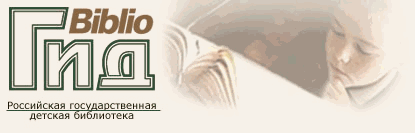 Biblio
Гид
Российская государственная
детская библиотека